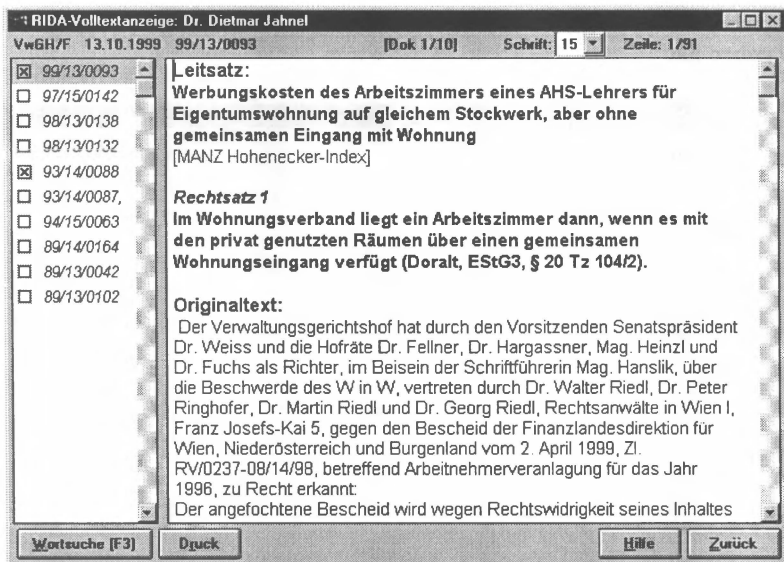 RIDA-Volltextanzeige: Dr. Dietmar Jahnel
VwGH/F 13.10.1999 99/13/0093 [Dok 1/10] Schrift: 15 Zeile: 1/91
99/13/0093
97/15/0142
98/13/0138
98/13/0132
93/14/0088
93/14/0087,
94/15/0063
89/14/0164
89/13/0042
89/13/0102
Leitsatz:
Werbungskosten des Arbeitszimmers eines AHS-Lehrers für
Eigentumswohnung auf gleichem Stockwerk, aber ohne
gemeinsamen Eingang mit Wohnung
[MANZ Hohenecker-Index]
Rechtsatz 1
Im Wohnungsverband liegt ein Arbeitszimmer dann, wenn es mit
den privat genutzten Räumen über einen gemeinsamen
Wohnungseingang verfügt (Doralt, EStG3, § 20 Tz 104/2).
Originaltext:
Der Verwaltungsgerichtshof hat durch den Vorsitzenden Senatspräsident
Dr. Weiss und die Hofräte Dr. Fellner, Dr. Hargassner, Mag. Heinzl und
Dr. Fuchs als Richter, im Beisein der Schriftführerin Mag. Hanslik, über
die Beschwerde des W in W, vertreten durch Dr. Walter Riedl, Dr. Peter
Ringhofer, Dr. Martin Riedl und Dr. Georg Riedl, Rechtsanwälte in Wien I,
Franz Josefs-Kai 5, gegen den Bescheid der Finanzlandesdirektion für
Wien, Niederösterreich und Burgenland vom 2. April 1999, Zl.
RV/0237-08/14/98, betreffend Arbeitnehmerveranlagung für das Jahr
1996, zu Recht erkannt:
Der angefochtene Bescheid wird wegen Rechtswidrigkeit seines Inhaltes
Wortsuche [F3] Druck Hilfe Zurück